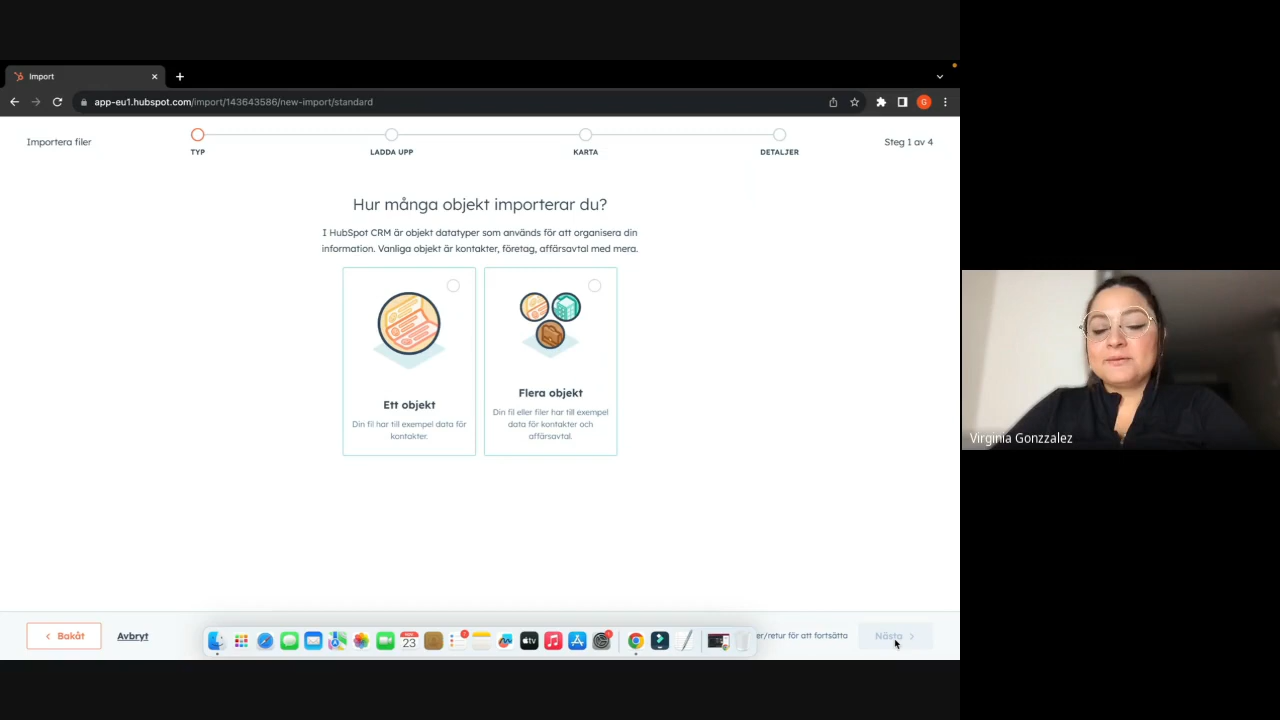 Import
app-eu1.hubspot.com/import/143643586/new-import/standard
G
Importera filer
TYP
LADDA UPP
KARTA
DETALJER
Steg 1 av 4
Hur många objekt importerar du?
I HubSpot CRM är objekt datatyper som används för att organisera din
information. Vanliga objekt är kontakter, företag, affärsavtal med mera.
Ett objekt
Din fil har till exempel data för
kontakter.
Flera objekt
Din fil eller filer har till exempel
data för kontakter och
affärsavtal.
Virginia Gonzzalez
Bakåt
Avbryt
23
tv
er/retur för att fortsätta
Nästa